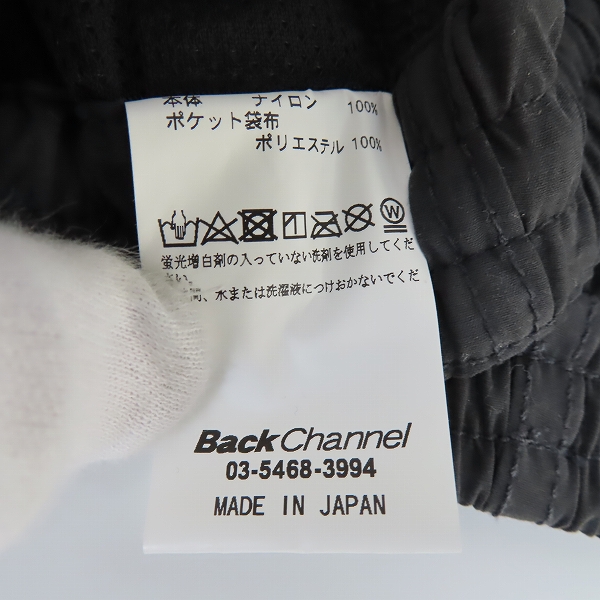 本体 ナイロン 100%
ポケット袋布
ポリエステル 100%
W
蛍光増白剤の入っていない洗剤を使用してくだ
さい。
間、水または洗濯液につけおかないでくだ
BackChannel
03-5468-3994
MADE IN JAPAN